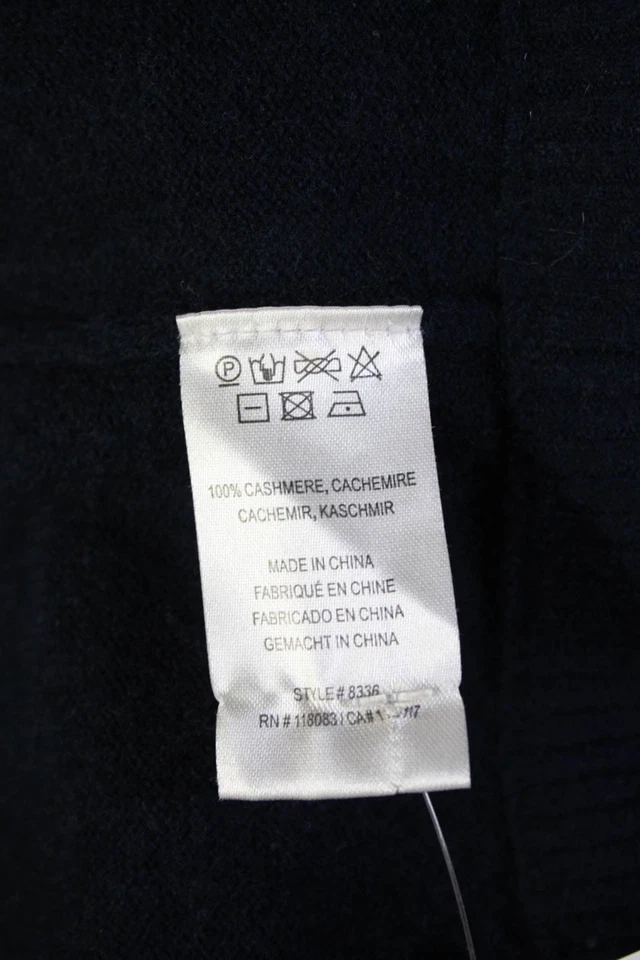 P
100% CASHMERE, CACHEMIRE
CACHEMIR, KASCHMIR
MADE IN CHINA
FABRIQUÉ EN CHINE
FABRICADO EN CHINA
GEMACHT IN CHINA
STYLE # 8336
RN # 118083 | CA#